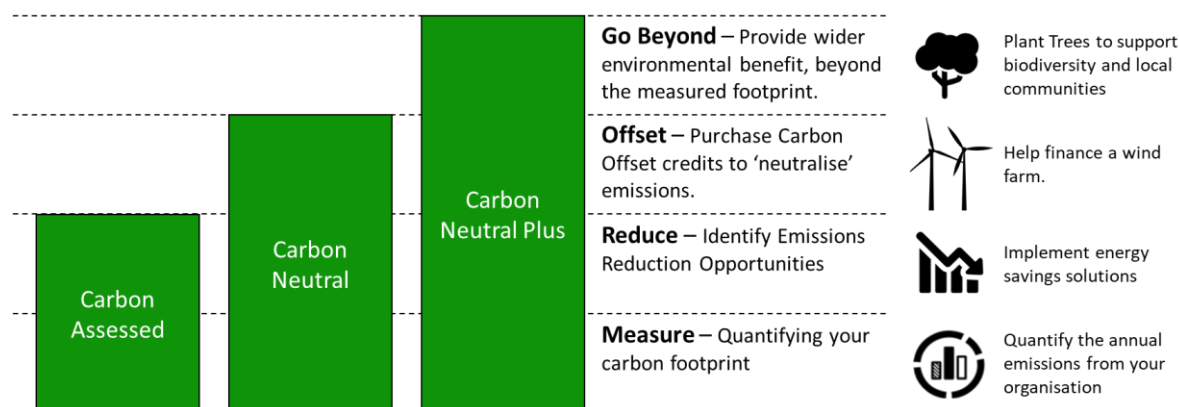 Carbon
Assessed
Carbon
Neutral
Carbon
Neutral Plus
Go Beyond – Provide wider
environmental benefit, beyond
the measured footprint.
Plant Trees to support
biodiversity and local
communities
Offset – Purchase Carbon
Offset credits to ‘neutralise’
emissions.
Help finance a wind
farm.
Reduce – Identify Emissions
Reduction Opportunities
Implement energy
savings solutions
Measure – Quantifying your
carbon footprint
Quantify the annual
emissions from your
organisation